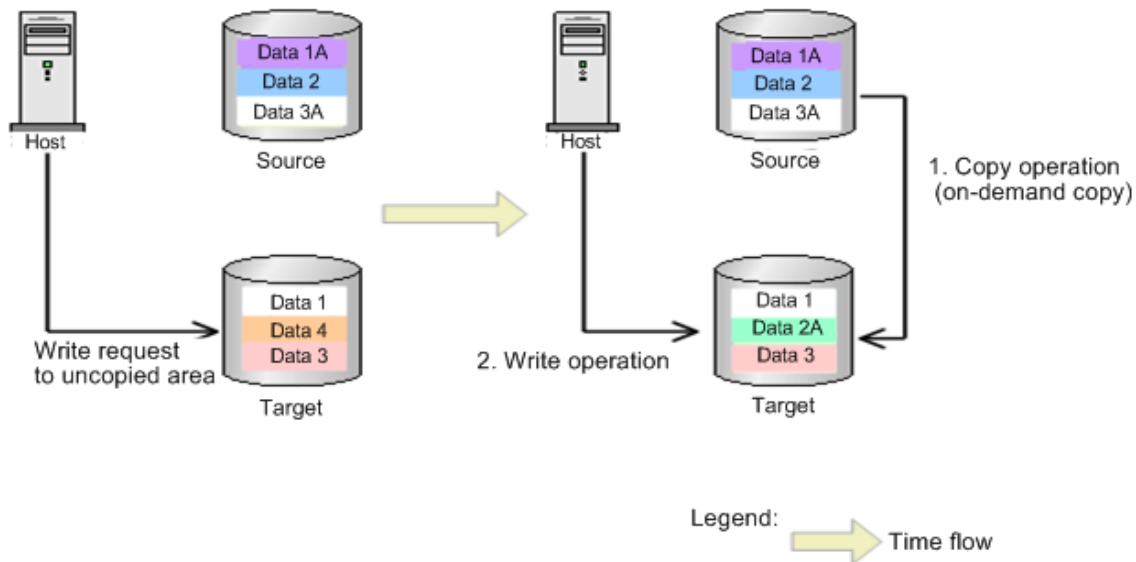 Data 1A
Data 2
Data 3A
Host
Source
Data 1A
Data 2
Data 3A
Host
Source
1. Copy operation
(on-demand copy)
Data 1
Data 4
Data 3
Write request
to uncopied area
Target
Data 1
Data 2A
Data 3
2. Write operation
Target
Legend:
Time flow